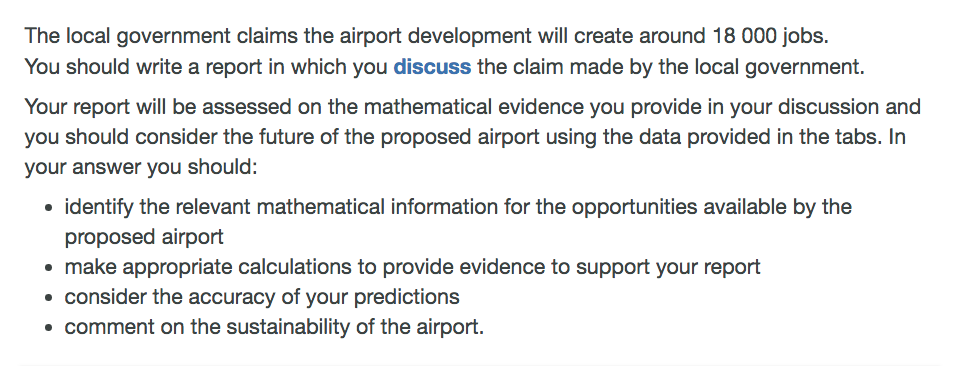 The local government claims the airport development will create around 18 000 jobs.
You should write a report in which you discuss the claim made by the local government.
Your report will be assessed on the mathematical evidence you provide in your discussion and
you should consider the future of the proposed airport using the data provided in the tabs. In
your answer you should:
• identify the relevant mathematical information for the opportunities available by the
proposed airport
• make appropriate calculations to provide evidence to support your report
• consider the accuracy of your predictions
• comment on the sustainability of the airport.